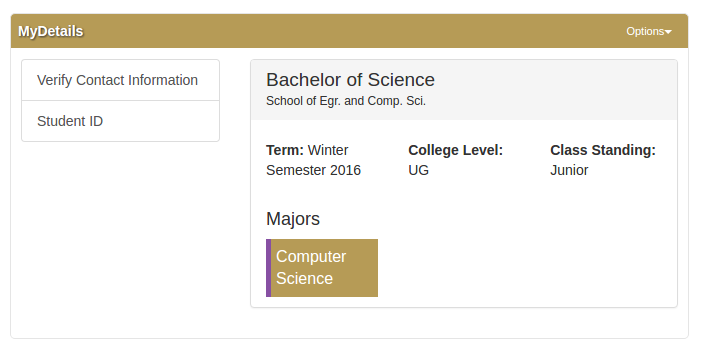 MyDetails
Options
Verify Contact Information
Student ID
Bachelor of Science
School of Egr. and Comp. Sci.
Term: Winter
Semester 2016
College Level:
UG
Class Standing:
Junior
Majors
Computer
Science